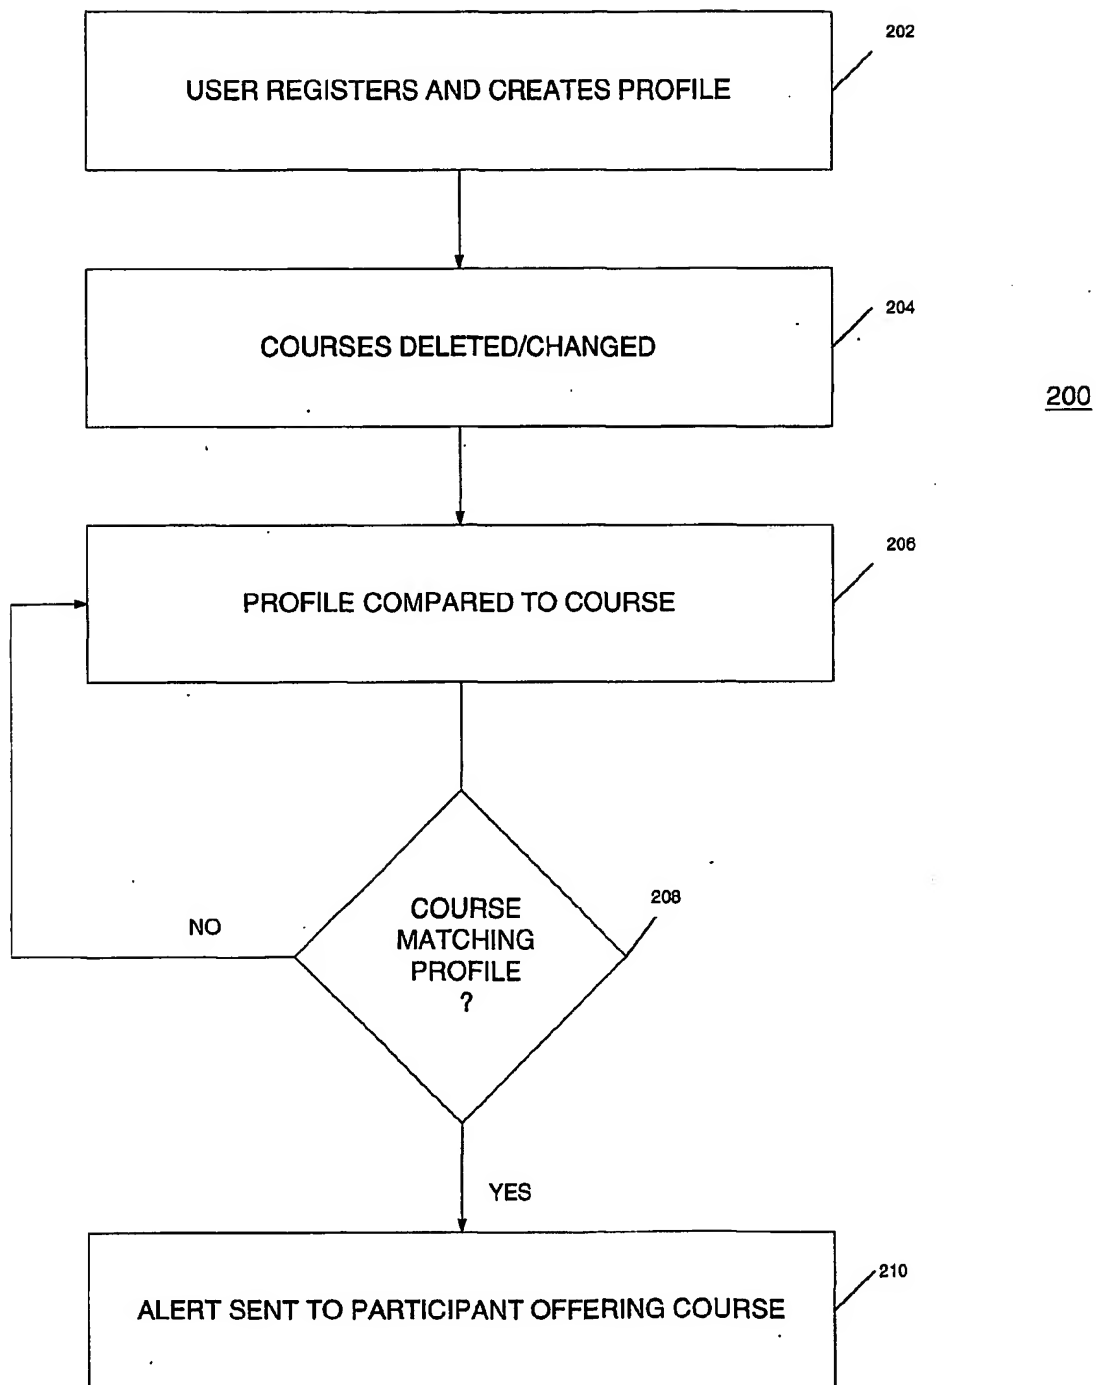 202
USER REGISTERS AND CREATES PROFILE
204
COURSES DELETED/CHANGED
200
206
PROFILE COMPARED TO COURSE
208
COURSE
MATCHING
PROFILE
?
NO
YES
210
ALERT SENT TO PARTICIPANT OFFERING COURSE